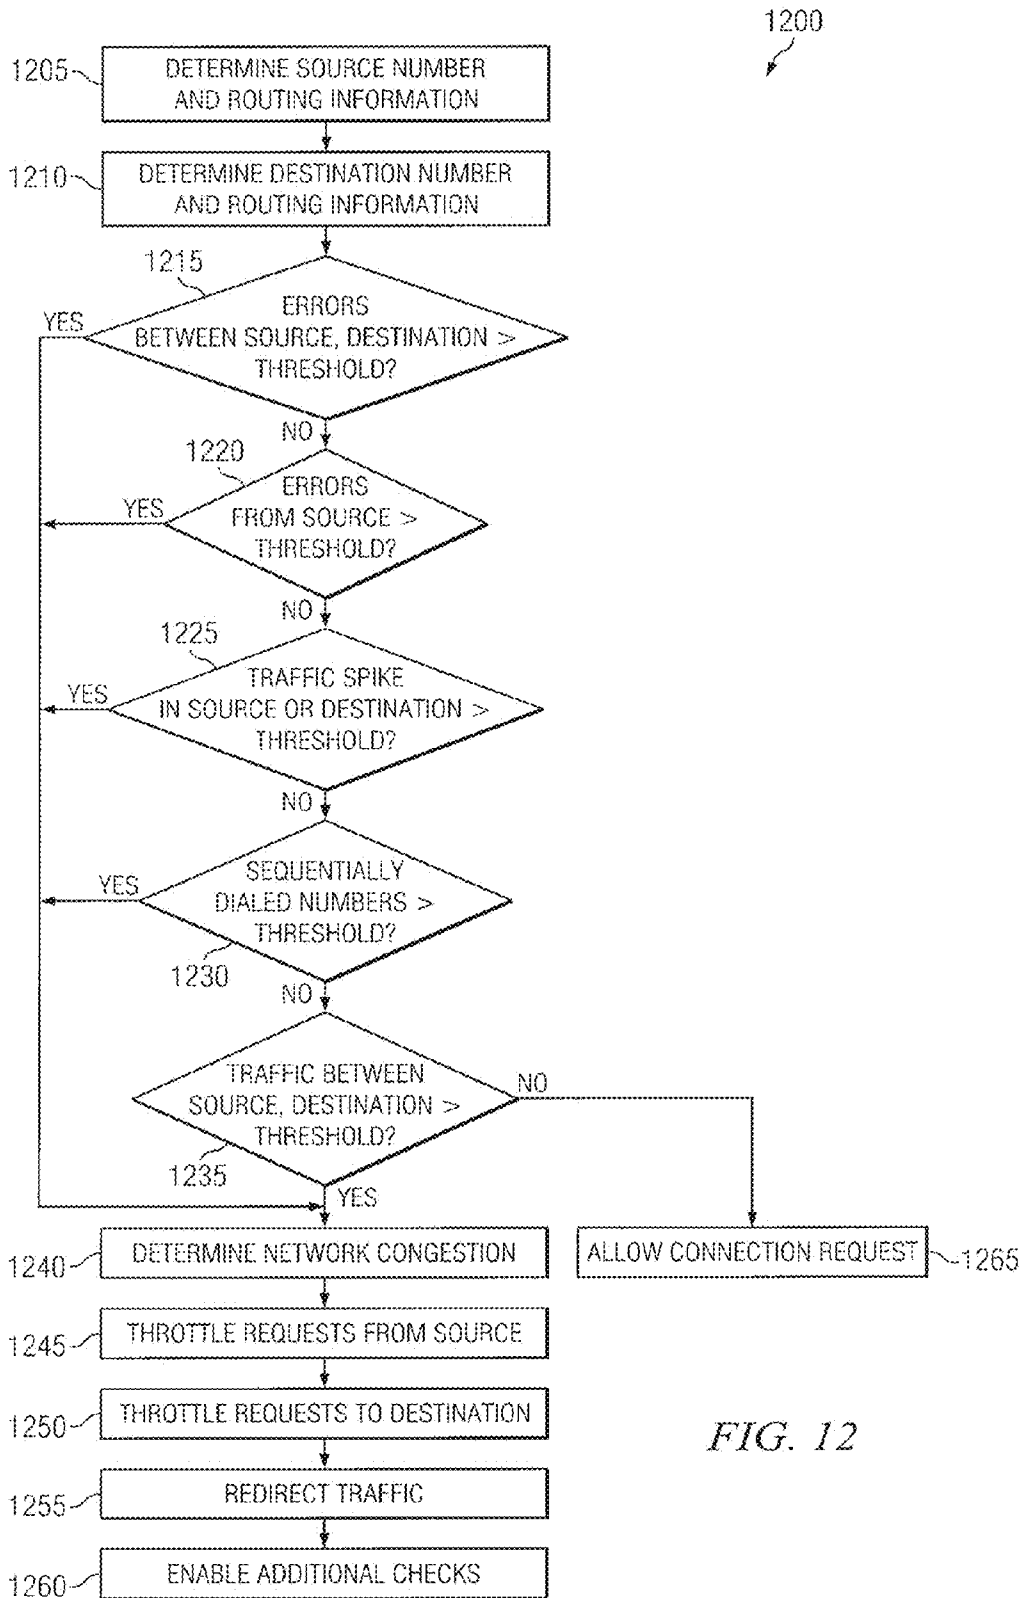 1200
1205
DETERMINE SOURCE NUMBER
AND ROUTING INFORMATION
1210
DETERMINE DESTINATION NUMBER
AND ROUTING INFORMATION
1215
YES
ERRORS
BETWEEN SOURCE, DESTINATION >
THRESHOLD?
NO
1220
YES
ERRORS
FROM SOURCE >
THRESHOLD?
NO
1225
YES
TRAFFIC SPIKE
IN SOURCE OR DESTINATION >
THRESHOLD?
NO
YES
SEQUENTIALLY
DIALED NUMBERS >
THRESHOLD?
1230
NO
TRAFFIC BETWEEN
SOURCE, DESTINATION >
THRESHOLD?
NO
1235
YES
1240
DETERMINE NETWORK CONGESTION
ALLOW CONNECTION REQUEST
1265
1245
THROTTLE REQUESTS FROM SOURCE
1250
THROTTLE REQUESTS TO DESTINATION
FIG. 12
1255
REDIRECT TRAFFIC
1260
ENABLE ADDITIONAL CHECKS